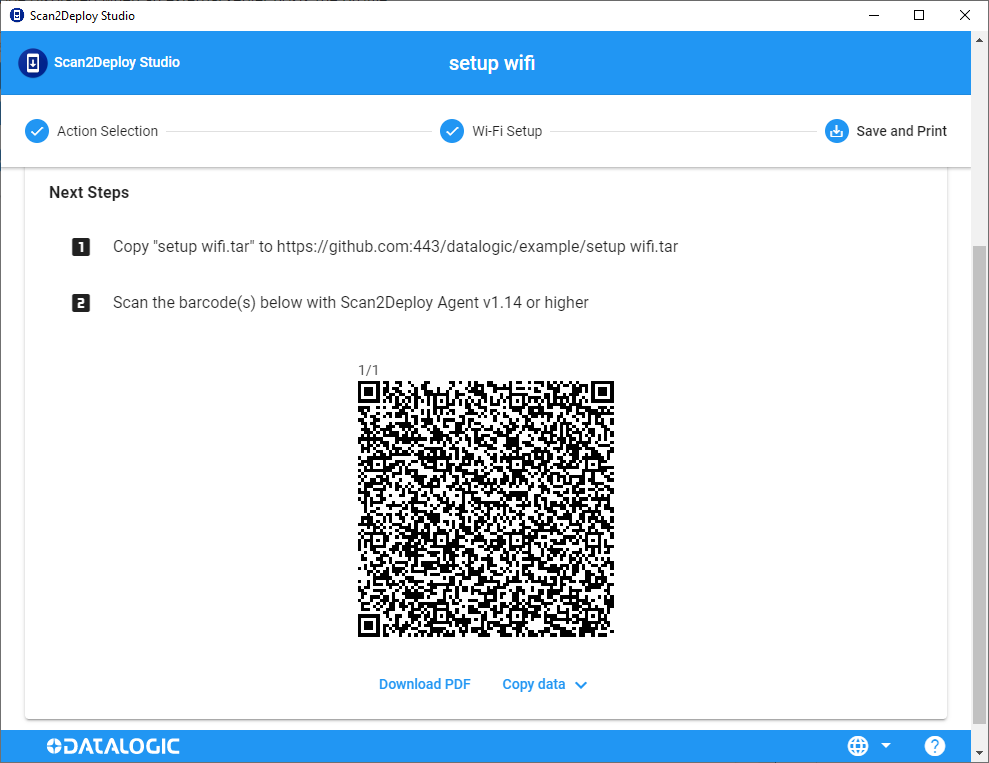 Scan2Deploy Studio
Scan2Deploy Studio
setup wifi
Action Selection
Wi-Fi Setup
Save and Print
Next Steps
1 Copy "setup wifi.tar" to https://github.com:443/datalogic/example/setup wifi.tar
2 Scan the barcode(s) below with Scan2Deploy Agent v1.14 or higher
1/1
Download PDF
Copy data
DATALOGIC
?